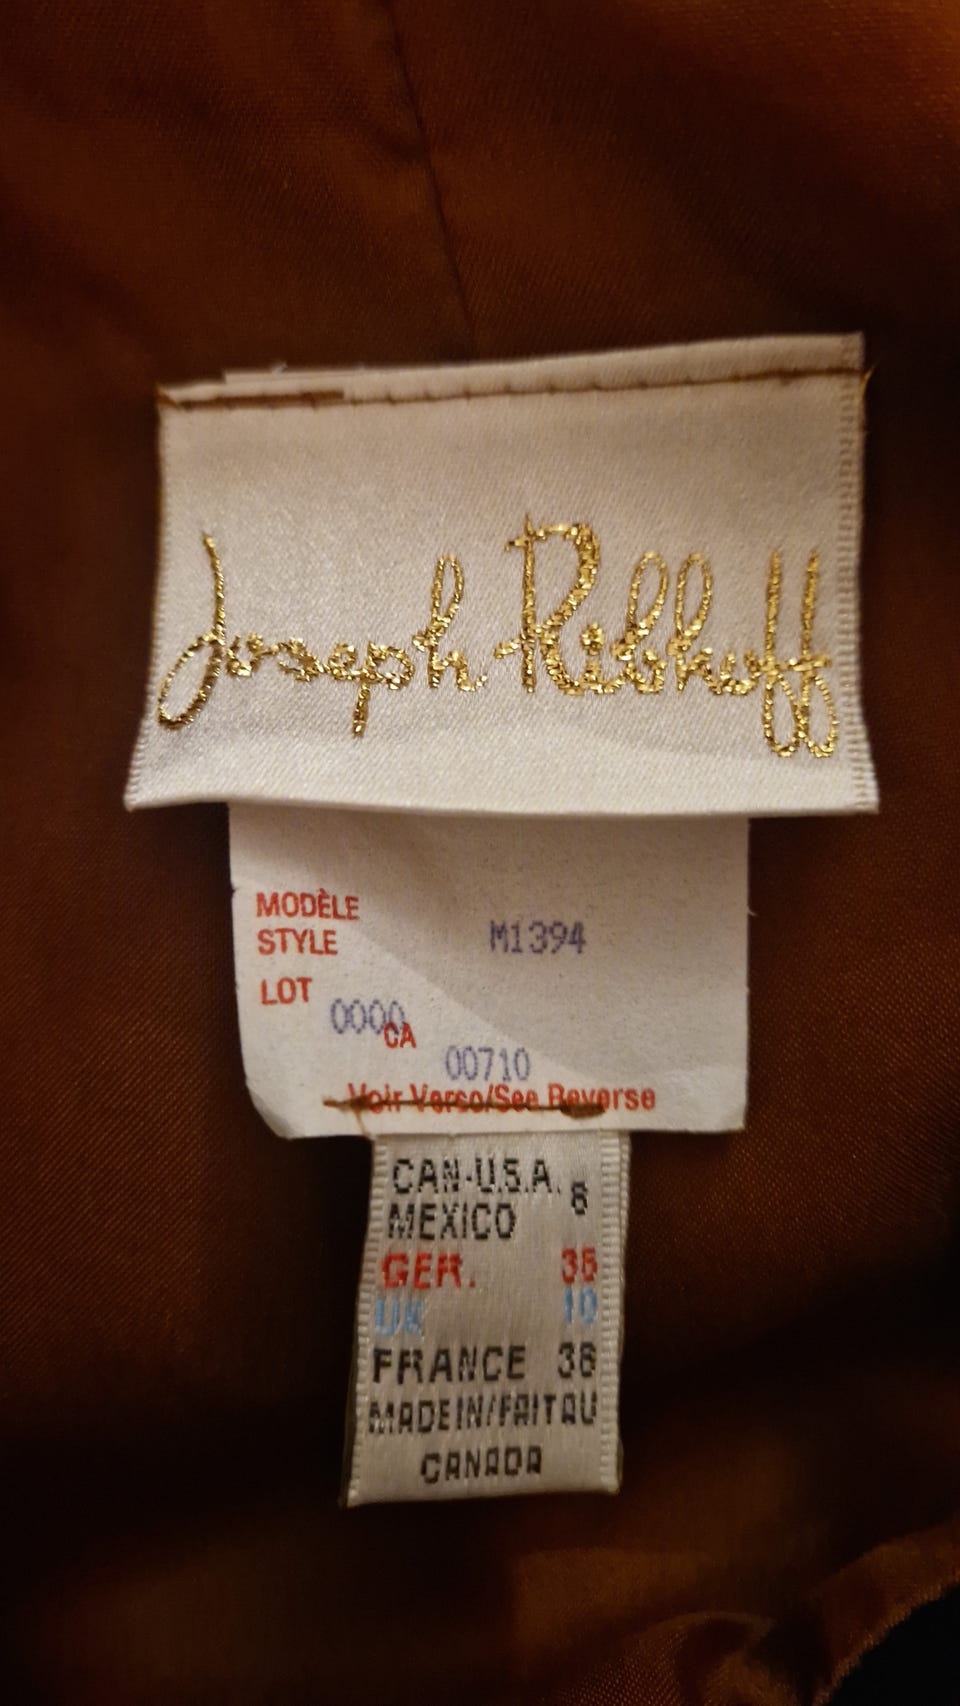 Joseph Ribkoff
MODÈLE
STYLE M1394
LOT
0000
CA
00710
Voir Verso/See Reverse
CAN-U.S.A. 8
MEXICO
GER. 36
UK 10
FRANCE 38
MADE IN/FAIT AU
CANADA